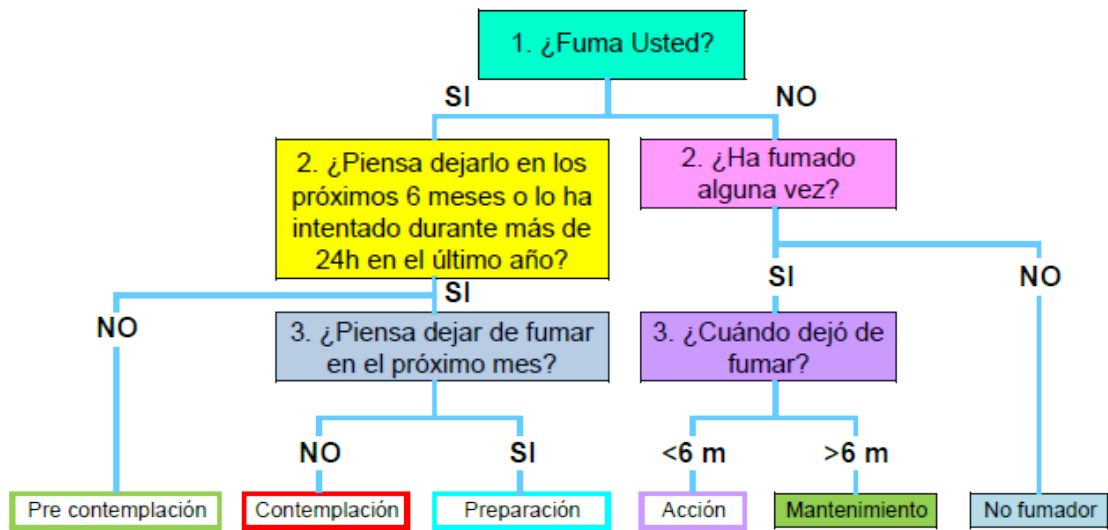 1. ¿Fuma Usted?
SI
NO
2. ¿Piensa dejarlo en los
próximos 6 meses o lo ha
intentado durante más de
24h en el último año?
2. ¿Ha fumado
alguna vez?
NO
SI
SI
NO
3. ¿Piensa dejar de fumar
en el próximo mes?
3. ¿Cuándo dejó de
fumar?
NO
SI
<6 m
>6 m
Pre contemplación
Contemplación
Preparación
Acción
Mantenimiento
No fumador